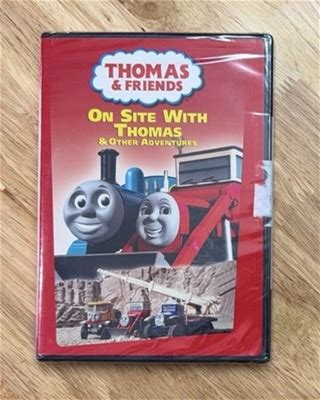 THOMAS
& FRIENDS
ON SITE WITH
THOMAS
& OTHER ADVENTURES